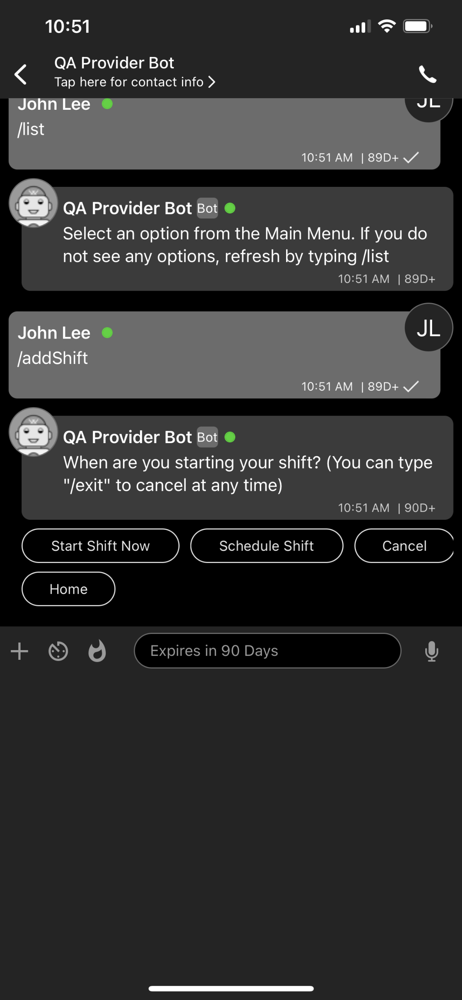 10:51
QA Provider Bot
Tap here for contact info
John Lee
JL
/list
10:51 AM | 89D+
QA Provider Bot Bot
Select an option from the Main Menu. If you do
not see any options, refresh by typing /list
10:51 AM | 89D+
John Lee
JL
/addShift
10:51 AM | 89D+
QA Provider Bot Bot
When are you starting your shift? (You can type
"/exit" to cancel at any time)
10:51 AM | 90D+
Start Shift Now Schedule Shift Cancel
Home
Expires in 90 Days